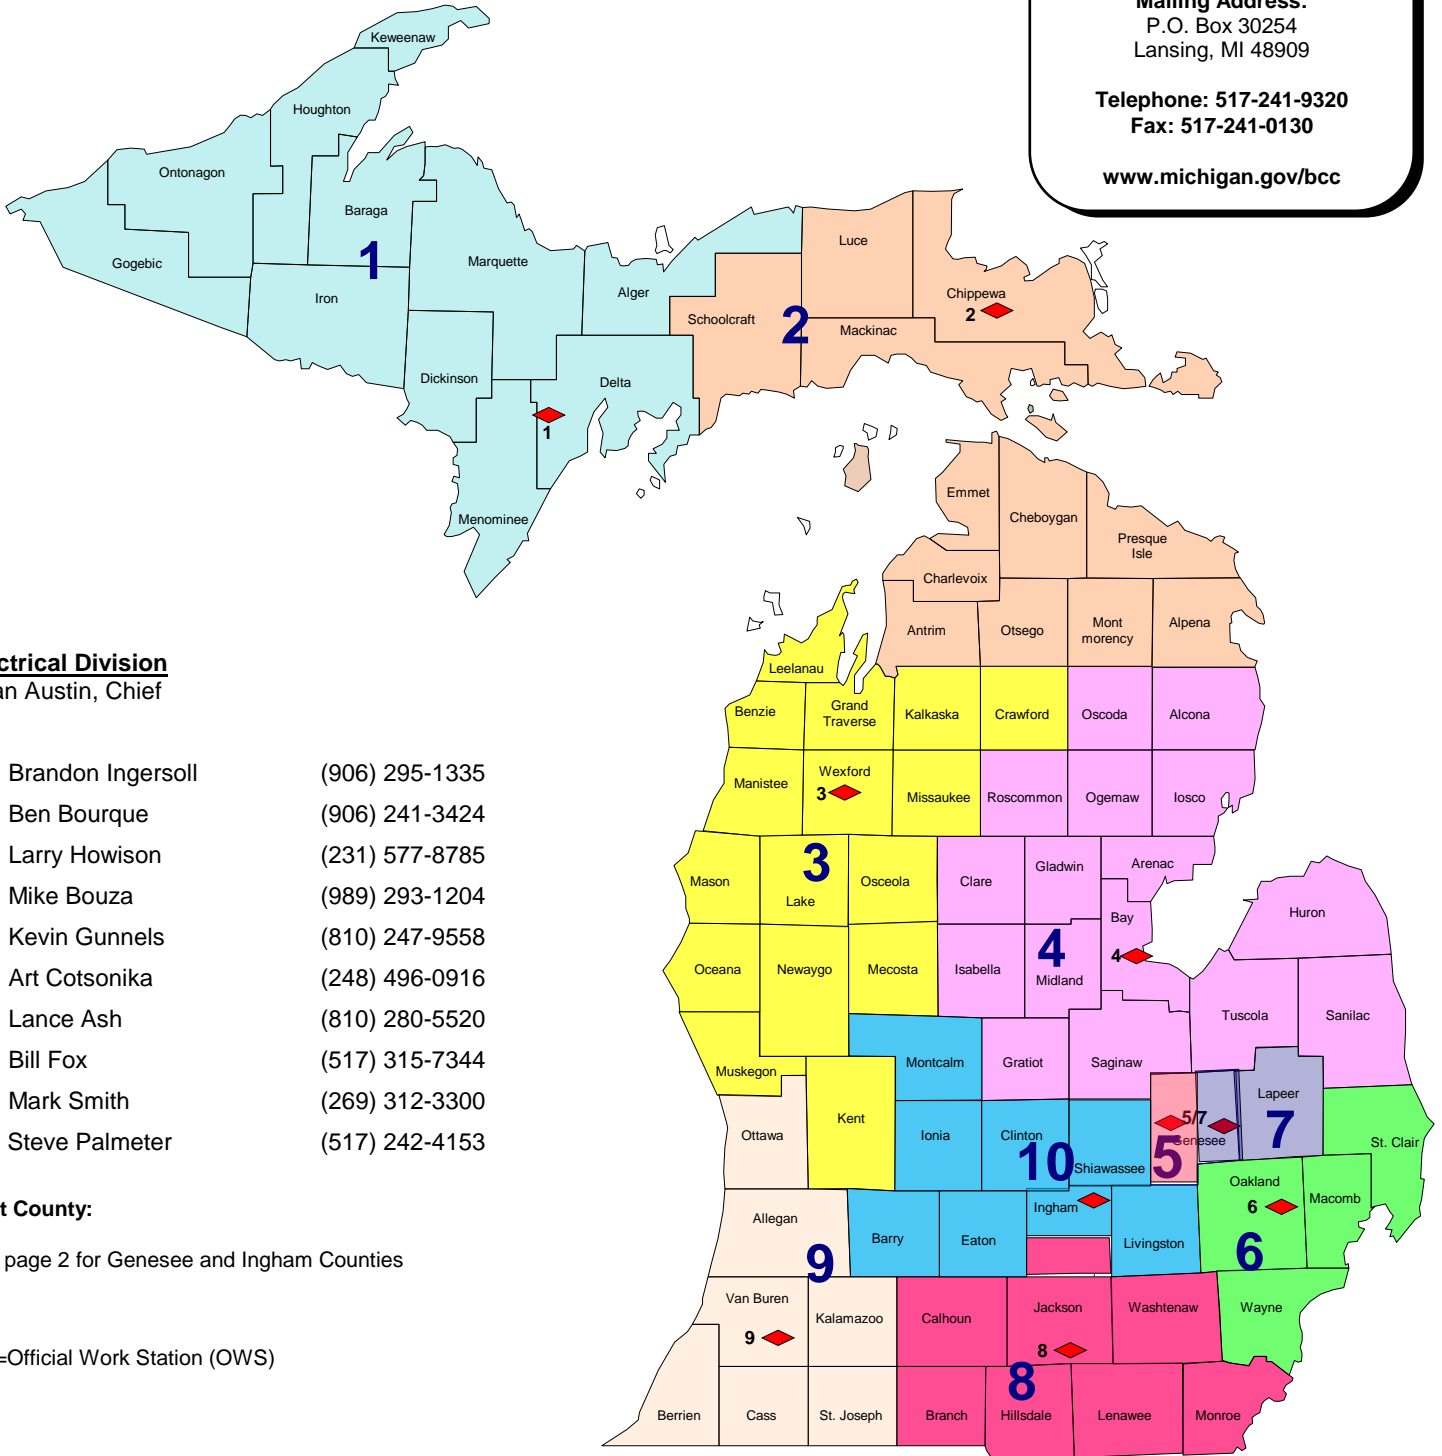 Mailing Address:
P.O. Box 30254
Lansing, MI 48909
Telephone: 517-241-9320
Fax: 517-241-0130
www.michigan.gov/bcc
Keweenaw
Houghton
Ontonagon
Baraga
1
Gogebic
Marquette
Iron
Alger
Luce
Chippewa
2
Schoolcraft
2
Mackinac
Dickinson
Delta
1
Menominee
Emmet
Cheboygan
Presque
Isle
Charlevoix
Antrim
Otsego
Mont
morency
Alpena
Leelanau
Benzie
Grand
Traverse
Kalkaska
Crawford
Oscoda
Alcona
Manistee
Wexford
3
Missaukee
Roscommon
Ogemaw
Iosco
3
Mason
Lake
Osceola
Clare
Gladwin
Arenac
Bay
Huron
4
4
Oceana
Newaygo
Mecosta
Isabella
Midland
Tuscola
Sanilac
Muskegon
Montcalm
Gratiot
Saginaw
Lapeer
Ottawa
Kent
Ionia
Clinton
10
Shiawassee
5/7
Genesee
5
7
St. Clair
Oakland
6
Macomb
Allegan
Ingham
Barry
Eaton
Livingston
9
6
Van Buren
9
Kalamazoo
Calhoun
Jackson
8
Washtenaw
Wayne
8
Berrien
Cass
St. Joseph
Branch
Hillsdale
Lenawee
Monroe
ctrical Division
an Austin, Chief
Brandon Ingersoll (906) 295-1335
Ben Bourque (906) 241-3424
Larry Howison (231) 577-8785
Mike Bouza (989) 293-1204
Kevin Gunnels (810) 247-9558
Art Cotsonika (248) 496-0916
Lance Ash (810) 280-5520
Bill Fox (517) 315-7344
Mark Smith (269) 312-3300
Steve Palmeter (517) 242-4153
t County:
page 2 for Genesee and Ingham Counties
=Official Work Station (OWS)